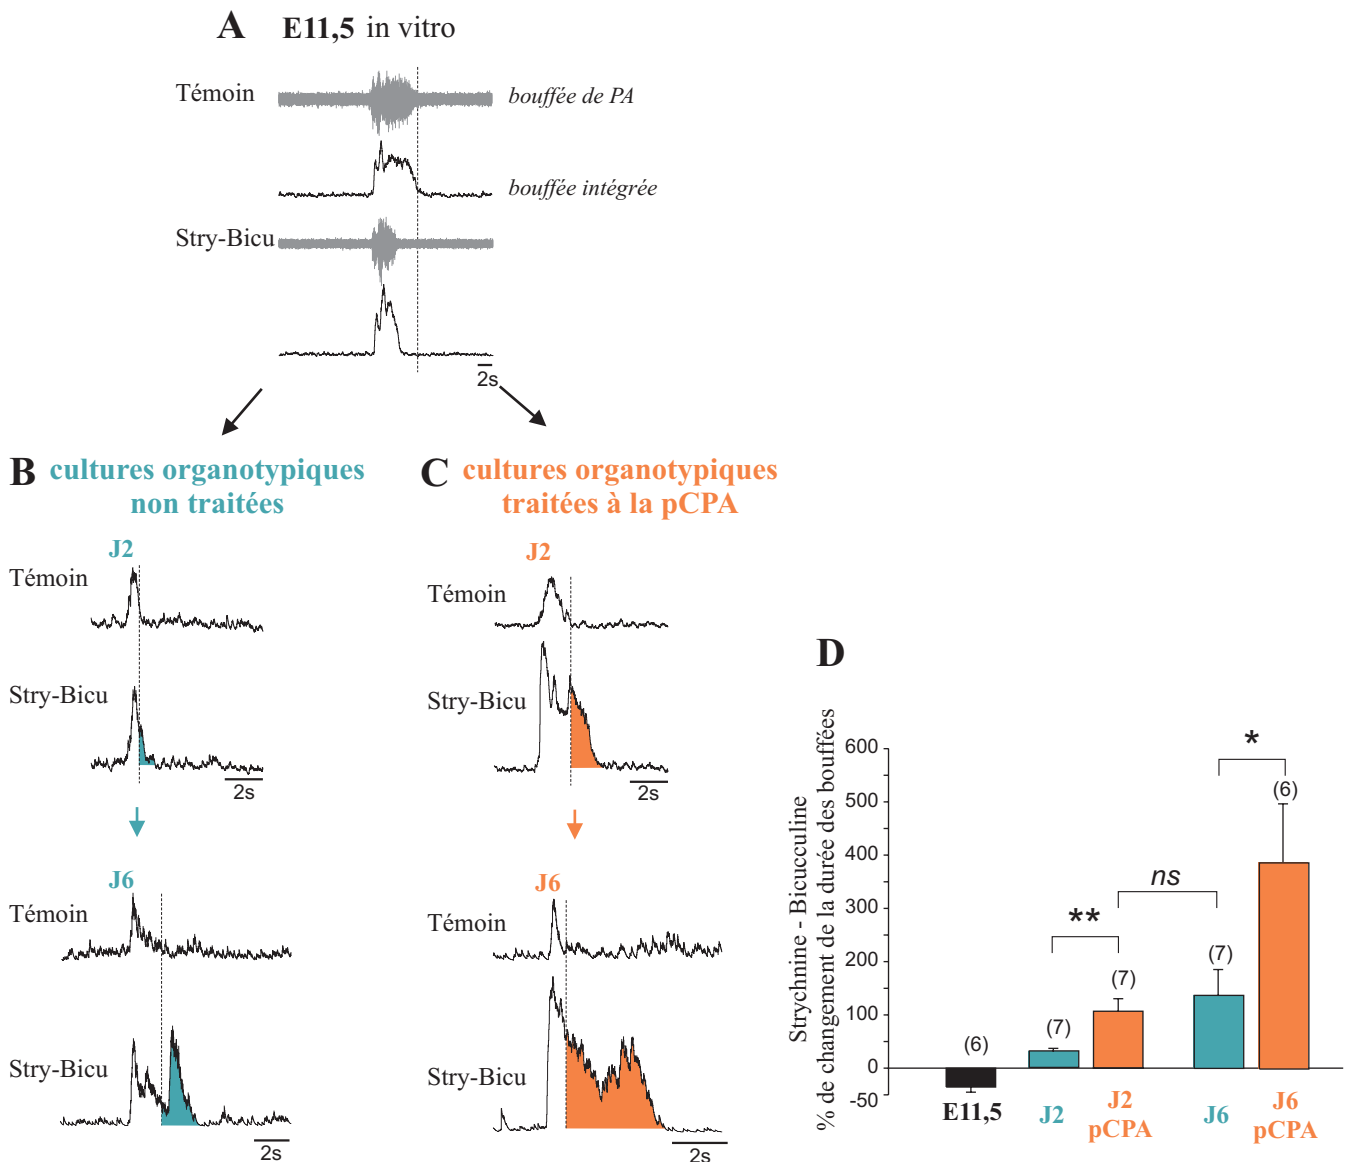 A E11,5 in vitro
Témoin
bouffée de PA
bouffée intégrée
Stry-Bicu
2s
B cultures organotypiques
non traitées
J2
Témoin
Stry-Bicu
2s
J6
Témoin
Stry-Bicu
2s
C cultures organotypiques
traitées à la pCPA
J2
Témoin
Stry-Bicu
2s
J6
Témoin
Stry-Bicu
2s
D
Strychnine - Bicucculine
% de changement de la durée des bouffées
600
500
400
300
200
100
0
-50
(6)
(7)
(7)
(7)
(6)
**
ns
*
E11,5
J2
J2
pCPA
J6
J6
pCPA